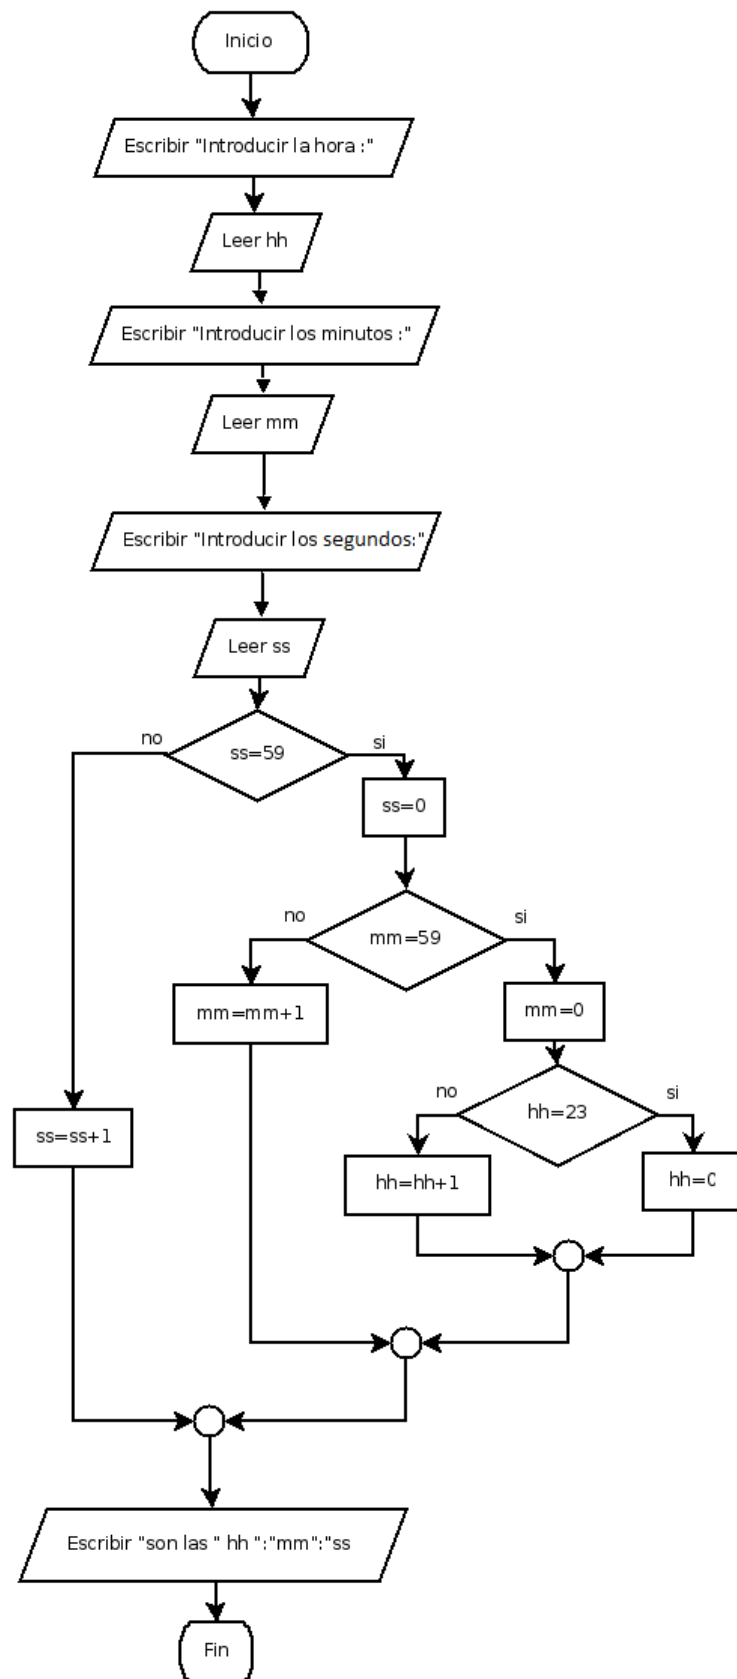 Inicio
Escribir "Introducir la hora :"
Leer hh
Escribir "Introducir los minutos :"
Leer mm
Escribir "Introducir los segundos:"
Leer ss
ss=59
no
si
ss=0
mm=59
no
si
mm=mm+1
mm=0
hh=23
no
si
ss=ss+1
hh=hh+1
hh=0
Escribir "son las " hh ":"mm":"ss
Fin